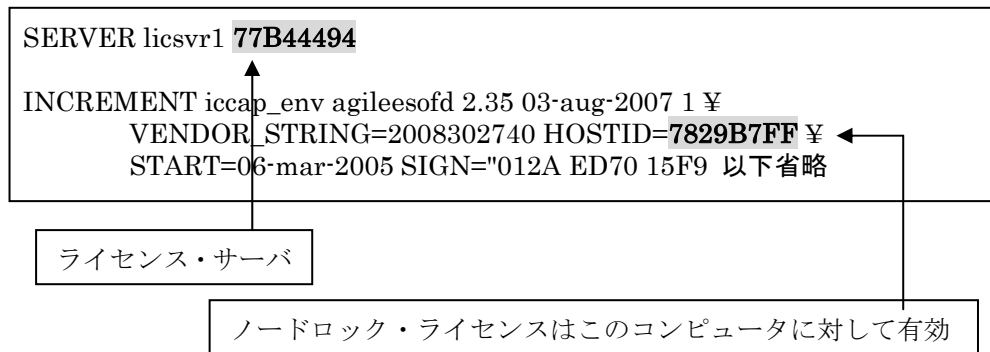 SERVER licsvr1 77B44494
INCREMENT iccap_env agileesofd 2.35 03-aug-2007 1 ¥
VENDOR_STRING=2008302740 HOSTID=7829B7FF ¥
START=06-mar-2005 SIGN="012A ED70 15F9 以下省略
ライセンス・サーバ
ノードロック・ライセンスはこのコンピュータに対して有効